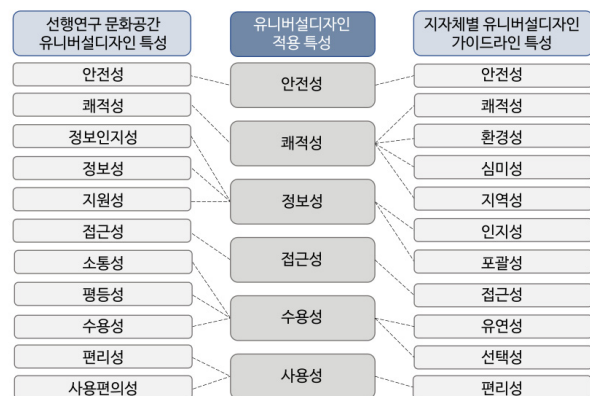 선행연구 문화공간
유니버설디자인 특성
안전성
쾌적성
정보인지성
정보성
지원성
접근성
소통성
평등성
수용성
편리성
사용편의성
유니버설디자인
적용 특성
안전성
쾌적성
정보성
접근성
수용성
사용성
지자체별 유니버설디자인
가이드라인 특성
안전성
쾌적성
환경성
심미성
지역성
인지성
포괄성
접근성
유연성
선택성
편리성